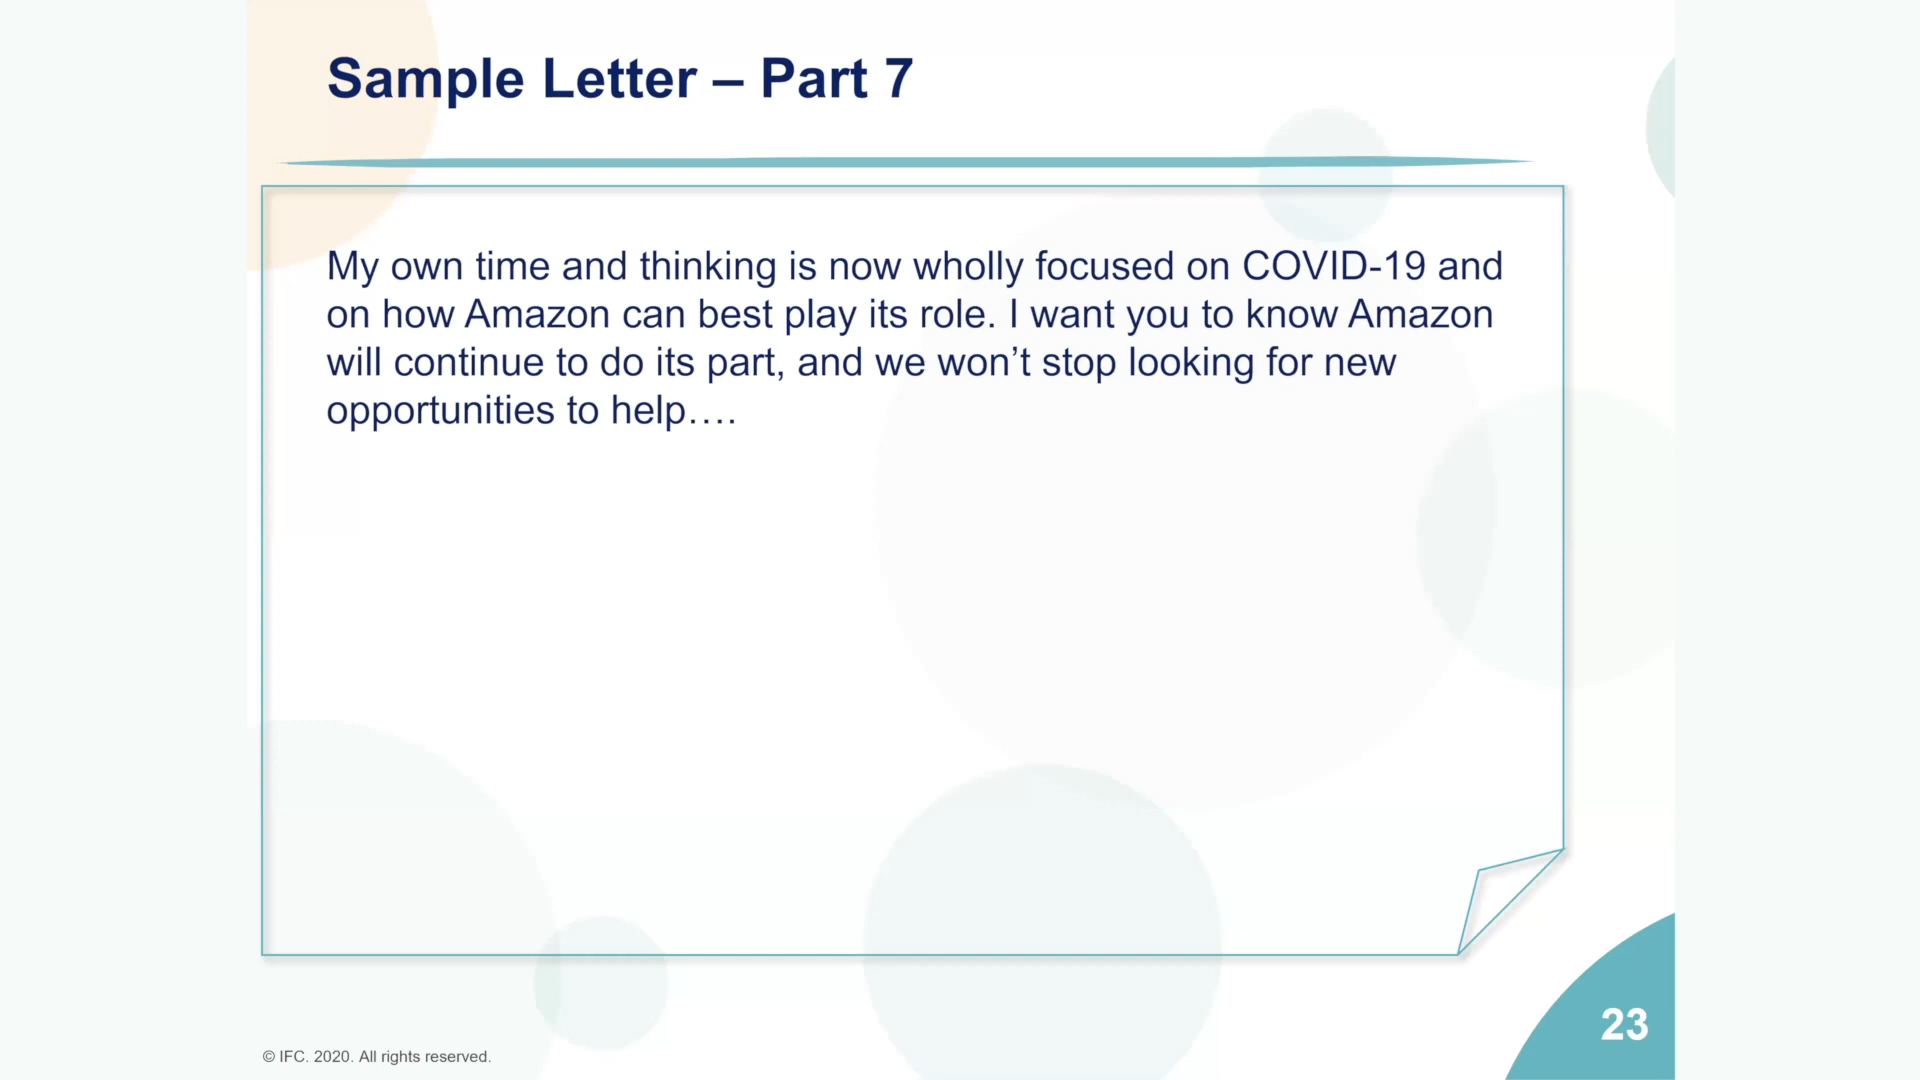 Sample Letter – Part 7
My own time and thinking is now wholly focused on COVID-19 and
on how Amazon can best play its role. I want you to know Amazon
will continue to do its part, and we won’t stop looking for new
opportunities to help….
23
© IFC. 2020. All rights reserved.